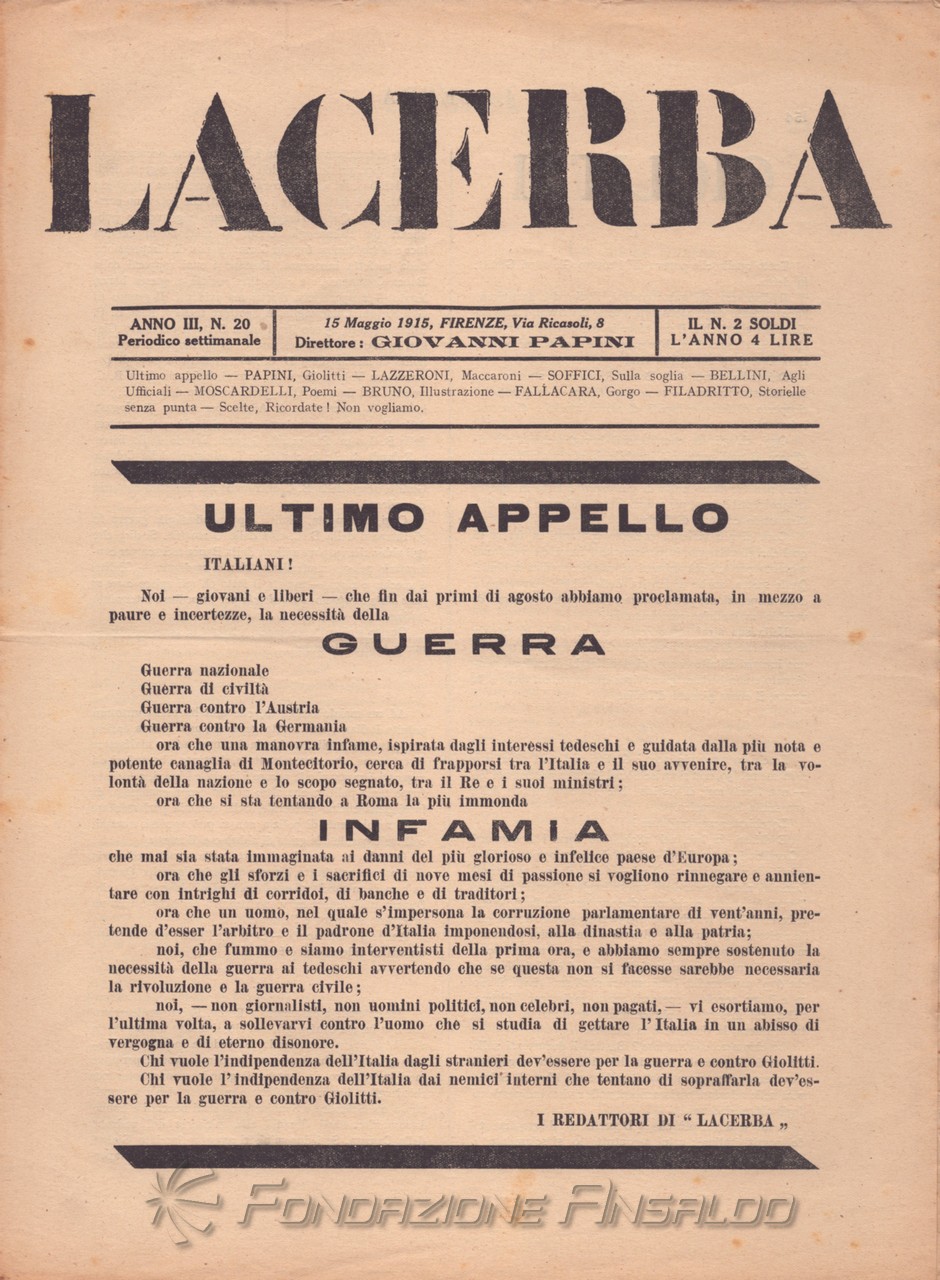 LACERBA
ANNO III, N. 20
Periodico settimanale
15 Maggio 1915, FIRENZE, Via Ricasoli, 8
Direttore : GIOVANNI PAPINI
IL N. 2 SOLDI
L'ANNO 4 LIRE
Ultimo appello — PAPINI, Giolitti — LAZZERONI, Maccaroni — SOFFICI, Sulla soglia — BELLINI, Agli
Ufficiali — MOSCARDELLI, Poemi — BRUNO, Illustrazione — FALLACARA, Gorgo — FILADRITTO, Storielle
senza punta — Scelte, Ricordate ! Non vogliamo.
ULTIMO APPELLO
ITALIANI !
Noi — giovani e liberi — che fin dai primi di agosto abbiamo proclamata, in mezzo a
paure e incertezze, la necessità della
GUERRA
Guerra nazionale
Guerra di civiltà
Guerra contro l'Austria
Guerra contro la Germania
ora che una manovra infame, ispirata dagli interessi tedeschi e guidata dalla più nota e
potente canaglia di Montecitorio, cerca di frapporsi tra l'Italia e il suo avvenire, tra la vo-
lontà della nazione e lo scopo segnato, tra il Re e i suoi ministri ;
ora che si sta tentando a Roma la più immonda
INFAMIA
che mai sia stata immaginata ai danni del più glorioso e infelice paese d'Europa ;
ora che gli sforzi e i sacrifici di nove mesi di passione si vogliono rinnegare e annien-
tare con intrighi di corridoi, di banche e di traditori ;
ora che un uomo, nel quale s'impersona la corruzione parlamentare di vent'anni, pre-
tende d'esser l'arbitro e il padrone d'Italia imponendosi, alla dinastia e alla patria;
noi, che fummo e siamo interventisti della prima ora, e abbiamo sempre sostenuto la
necessità della guerra ai tedeschi avvertendo che se questa non si facesse sarebbe necessaria
la rivoluzione e la guerra civile ;
noi, — non giornalisti, non uomini politici, non celebri, non pagati, — vi esortiamo, per
l'ultima volta, a sollevarvi contro l'uomo che si studia di gettare l'Italia in un abisso di
vergogna e di eterno disonore.
Chi vuole l'indipendenza dell'Italia dagli stranieri dev'essere per la guerra e contro Giolitti.
Chi vuole l'indipendenza dell'Italia dai nemici interni che tentano di sopraffarla dev'es-
sere per la guerra e contro Giolitti.
I REDATTORI DI “ LACERBA „
FONDAZIONE ANSALDO